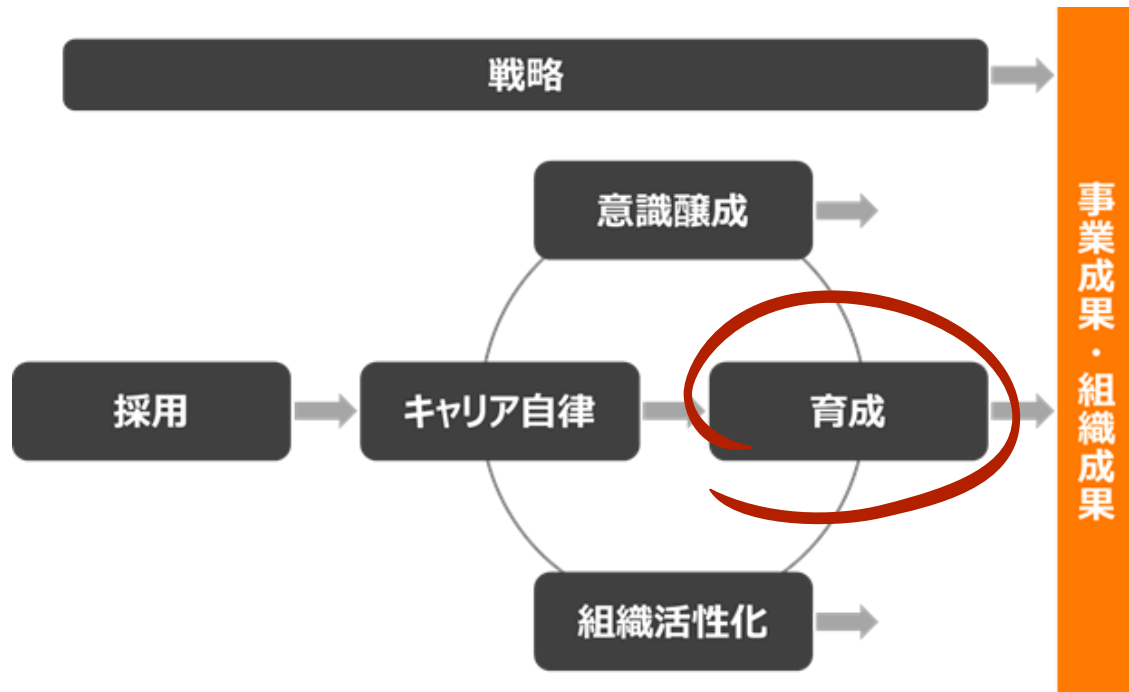 戦略
意識醸成
採用
キャリア自律
育成
組織活性化
事業成果・組織成果